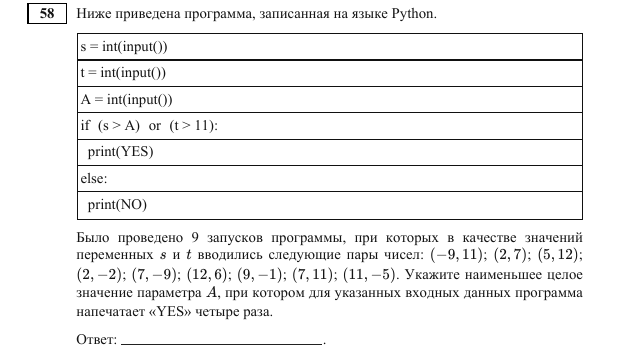 58 Ниже приведена программа, записанная на языке Python.
s = int(input())
t = int(input())
A = int(input())
if (s > A) or (t > 11):
print(YES)
else:
print(NO)
Было проведено 9 запусков программы, при которых в качестве значений
переменных s и t вводились следующие пары чисел: (−9, 11); (2, 7); (5, 12);
(2, −2); (7, −9); (12, 6); (9, −1); (7, 11); (11, −5). Укажите наименьшее целое
значение параметра A, при котором для указанных входных данных программа
напечатает «YES» четыре раза.
Ответ: ____________________.